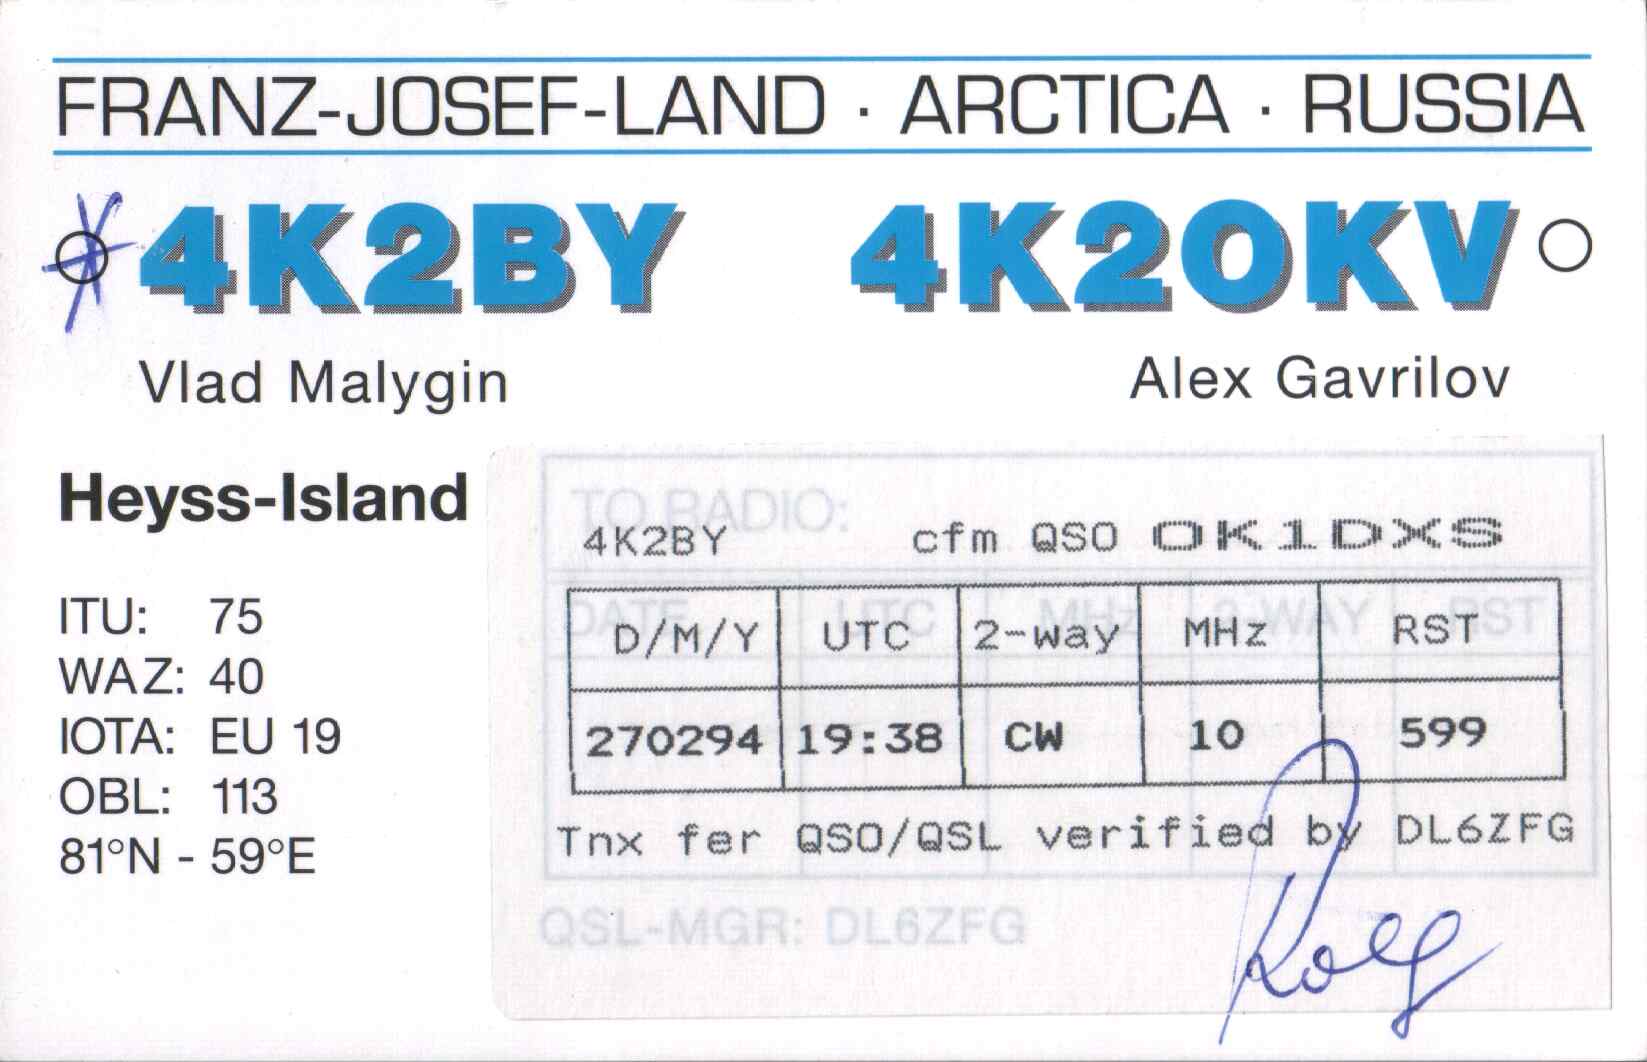 FRANZ-JOSEF-LAND · ARCTICA · RUSSIA
4K2BY 4K2OKV
Vlad Malygin Alex Gavrilov
Heyss-Island
ITU: 75
WAZ: 40
IOTA: EU 19
OBL: 113
81°N - 59°E
TO RADIO:
4K2BY cfm QSO OK1DXS
DATE UTC MHz 2-WAY RST
D/M/Y UTC 2-way MHz RST
270294 19:38 CW 10 599
Tnx fer QSO/QSL verified by DL6ZFG
QSL-MGR: DL6ZFG
Rolf